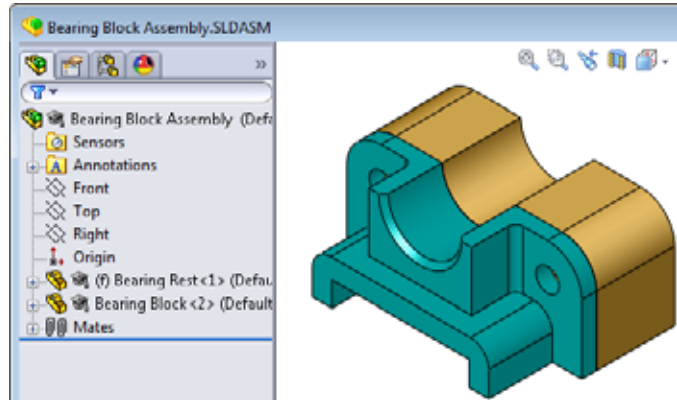 Bearing Block Assembly.SLDASM
»
Bearing Block Assembly (Defa
Sensors
A Annotations
Front
Top
Right
Origin
(f) Bearing Rest<1> (Defau
Bearing Block<2> (Default
Mates